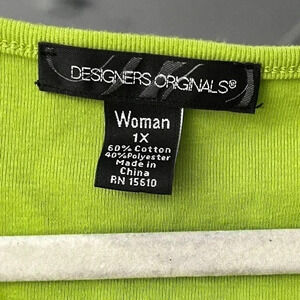 DESIGNERS ORIGINALS®
Woman
1X
60% Cotton
40% Polyester
Made in
China
RN 15610